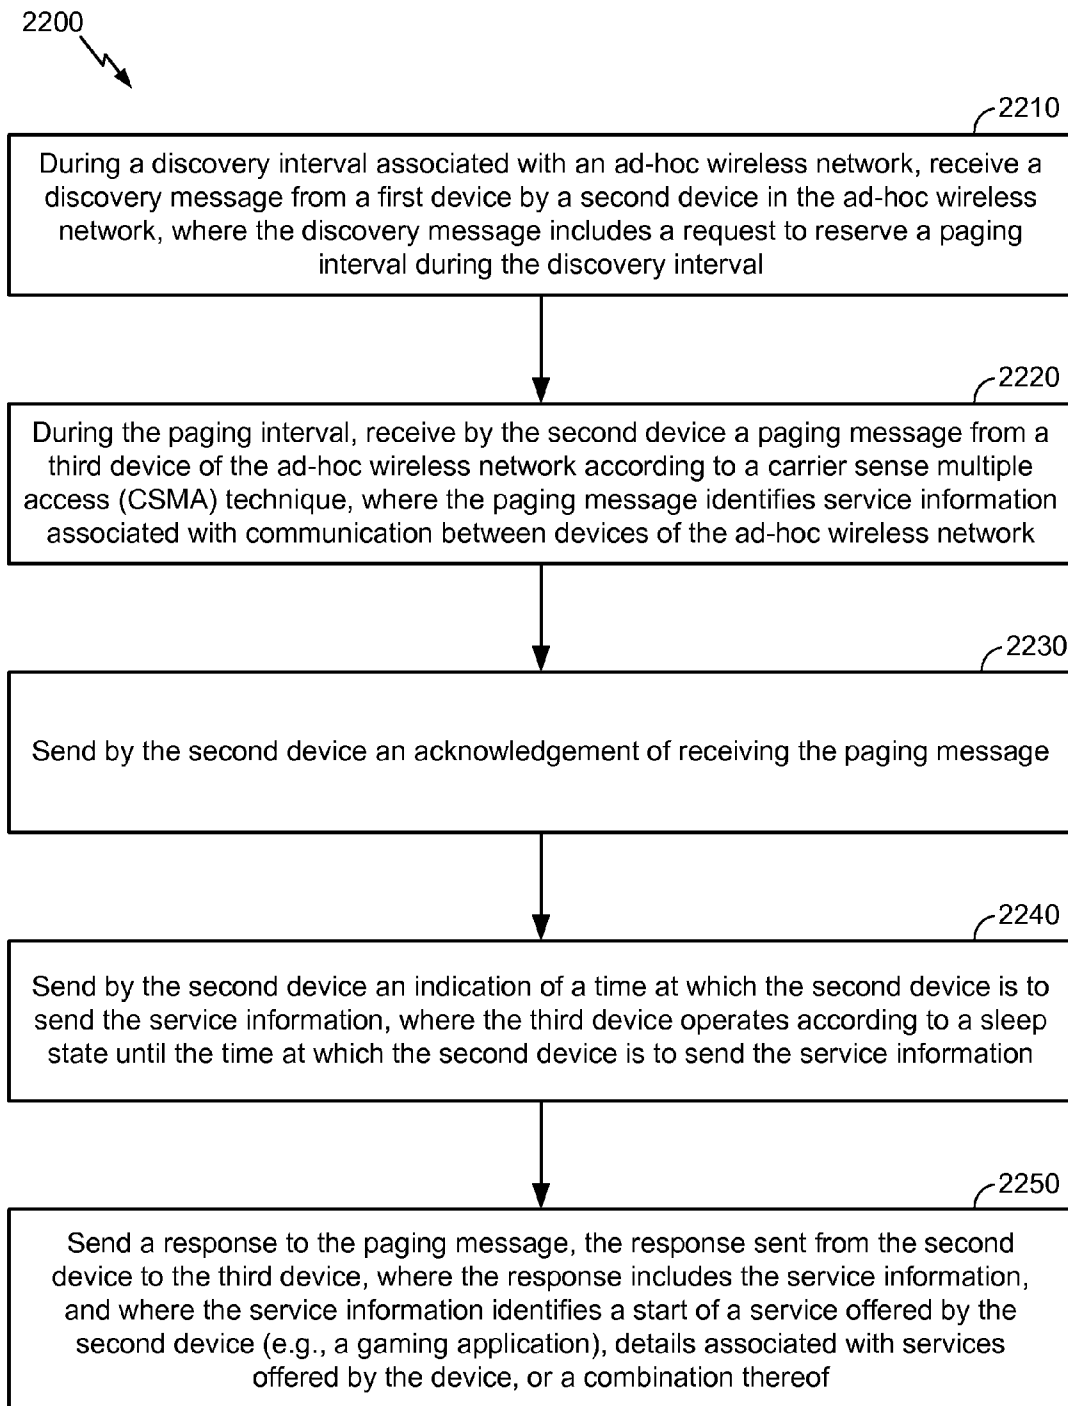 2200
2210
During a discovery interval associated with an ad-hoc wireless network, receive a
discovery message from a first device by a second device in the ad-hoc wireless
network, where the discovery message includes a request to reserve a paging
interval during the discovery interval
2220
During the paging interval, receive by the second device a paging message from a
third device of the ad-hoc wireless network according to a carrier sense multiple
access (CSMA) technique, where the paging message identifies service information
associated with communication between devices of the ad-hoc wireless network
2230
Send by the second device an acknowledgement of receiving the paging message
2240
Send by the second device an indication of a time at which the second device is to
send the service information, where the third device operates according to a sleep
state until the time at which the second device is to send the service information
2250
Send a response to the paging message, the response sent from the second
device to the third device, where the response includes the service information,
and where the service information identifies a start of a service offered by the
second device (e.g., a gaming application), details associated with services
offered by the device, or a combination thereof